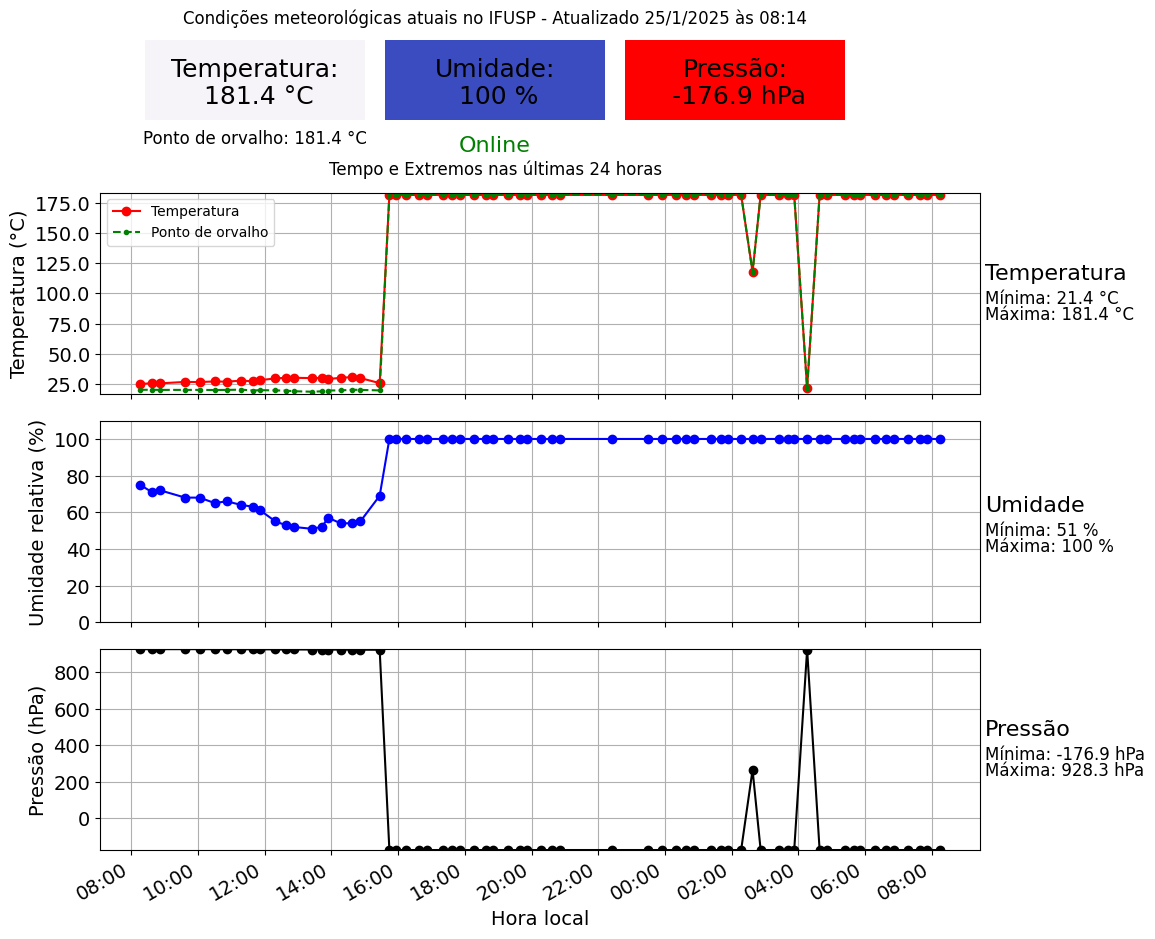 Condições meteorológicas atuais no IFUSP - Atualizado 25/1/2025 às 08:14
Temperatura:
181.4 °C
Umidade:
100 %
Pressão:
-176.9 hPa
Ponto de orvalho: 181.4 °C
Online
Tempo e Extremos nas últimas 24 horas
Temperatura (°C)
175.0
150.0
125.0
100.0
75.0
50.0
25.0
Temperatura
Ponto de orvalho
Temperatura
Mínima: 21.4 °C
Máxima: 181.4 °C
Umidade relativa (%)
100
80
60
40
20
0
Umidade
Mínima: 51 %
Máxima: 100 %
Pressão (hPa)
800
600
400
200
0
Pressão
Mínima: -176.9 hPa
Máxima: 928.3 hPa
08:00 10:00 12:00 14:00 16:00 18:00 20:00 22:00 00:00 02:00 04:00 06:00 08:00
Hora local